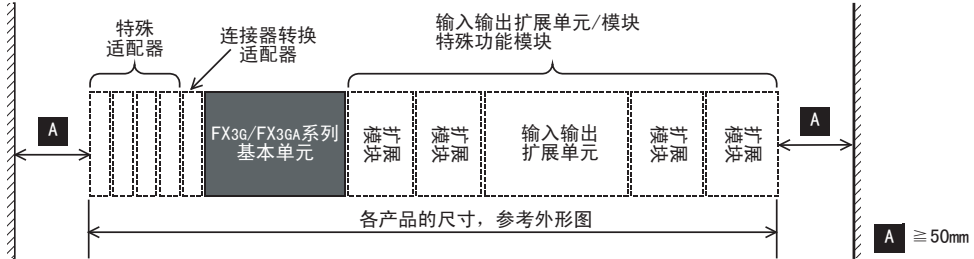 特殊
适配器
连接器转换
适配器
输入输出扩展单元/模块
特殊功能模块
A
FX3G/FX3GA系列
基本单元
扩展
模块
扩展
模块
输入输出
扩展单元
扩展
模块
扩展
模块
A
各产品的尺寸，参考外形图
A ≧50mm